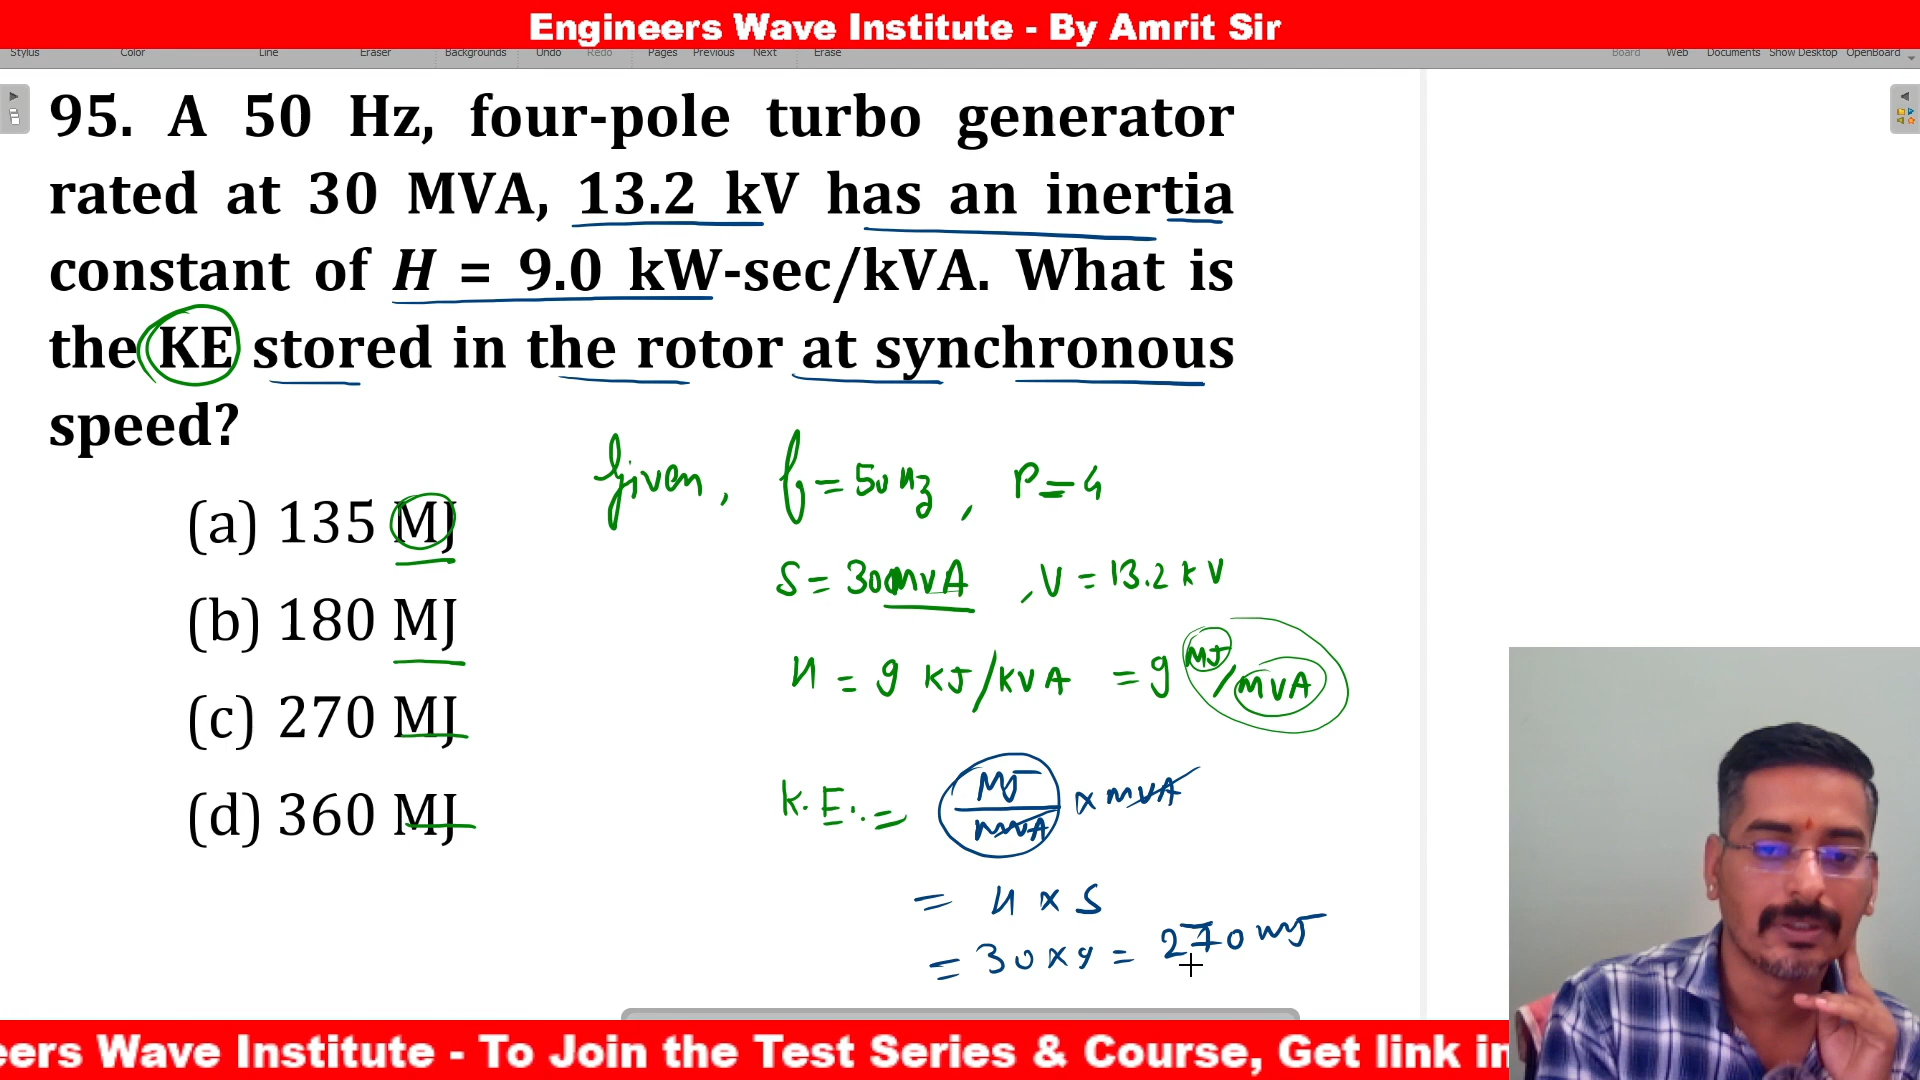 Engineers Wave Institute - By Amrit Sir
Stylus Color Line Eraser Backgrounds Undo Redo Pages Previous Next Erase Board Web Documents Show Desktop OpenBoard
95. A 50 Hz, four-pole turbo generator
rated at 30 MVA, 13.2 kV has an inertia
constant of H = 9.0 kW-sec/kVA. What is
the KE stored in the rotor at synchronous
speed?
Given, f = 50 Hz, P = 4
(a) 135 MJ
S = 30 MVA, V = 13.2 kV
(b) 180 MJ
H = 9 KJ/KVA = 9 MJ/MVA
(c) 270 MJ
K.E. = MJ/MVA × MVA
(d) 360 MJ
= H × S
= 30 × 9 = 270 MJ
eers Wave Institute - To Join the Test Series & Course, Get link in